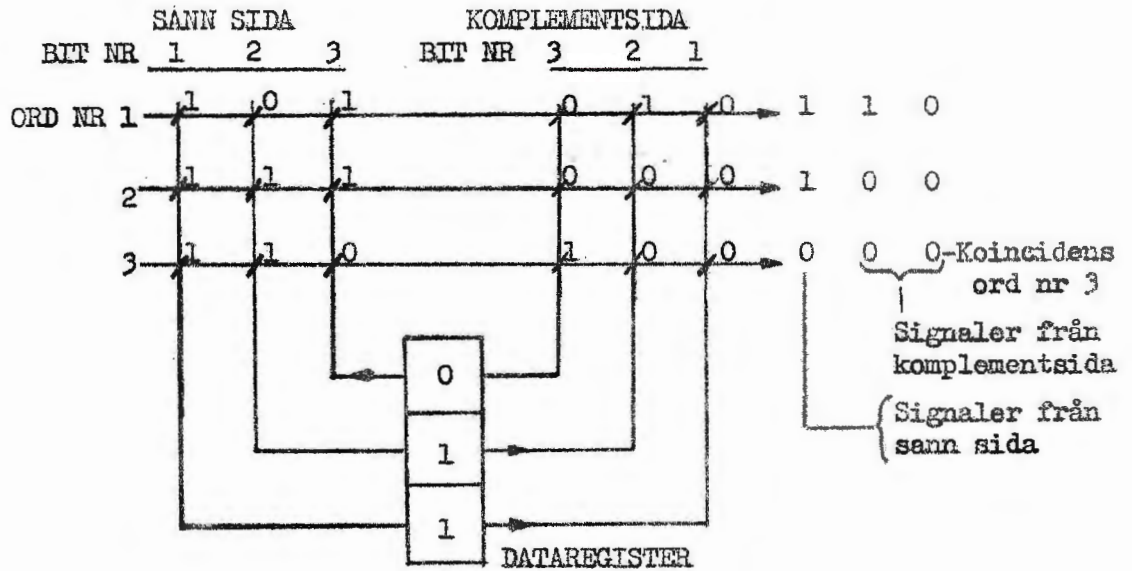 SANN SIDA KOMPLEMENTSIDA
BIT NR 1 2 3 BIT NR 3 2 1
ORD NR 1 1 0 1 0 1 0 1 1 0
2 1 1 1 0 0 0 1 0 0
3 1 1 0 1 0 0 0 0 0-Koincidens
ord nr 3
Signaler från
komplementsida
Signaler från
sann sida
0
1
1
DATAREGISTER